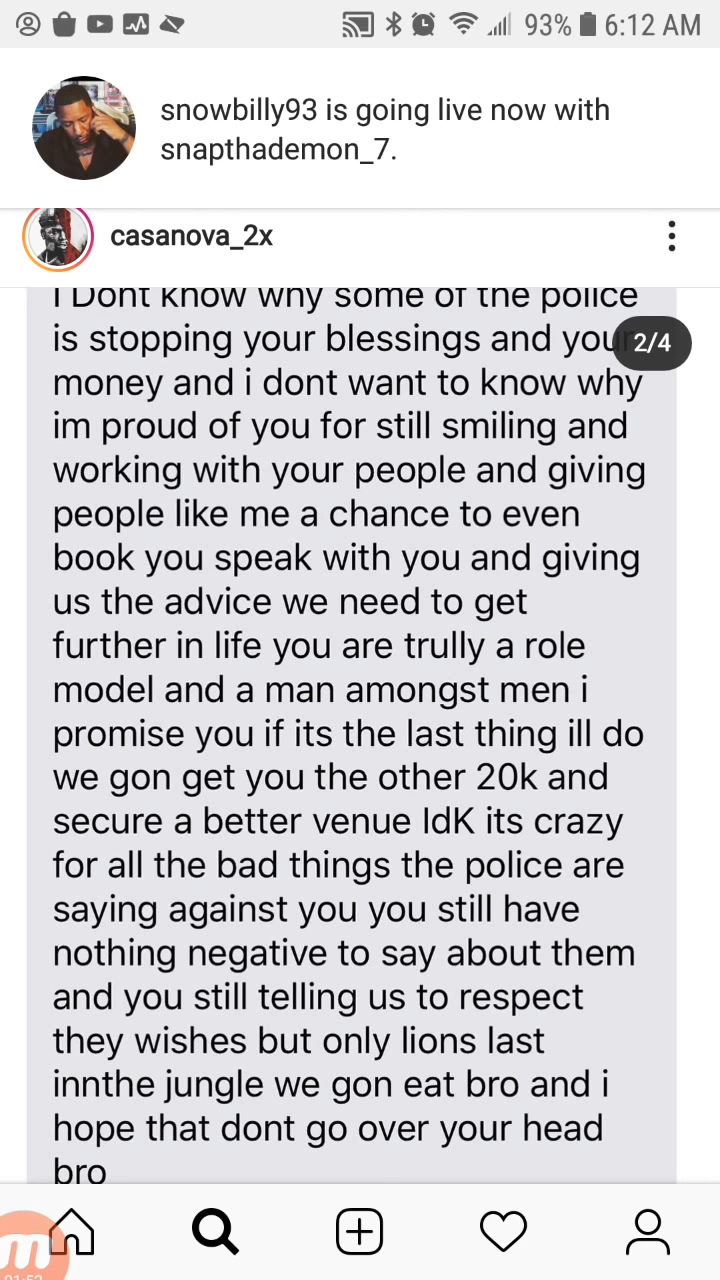 93% 6:12 AM
snowbilly93 is going live now with
snapthademon_7.
casanova_2x
I Dont know why some of the police
is stopping your blessings and your
2/4
money and i dont want to know why
im proud of you for still smiling and
working with your people and giving
people like me a chance to even
book you speak with you and giving
us the advice we need to get
further in life you are trully a role
model and a man amongst men i
promise you if its the last thing ill do
we gon get you the other 20k and
secure a better venue IdK its crazy
for all the bad things the police are
saying against you you still have
nothing negative to say about them
and you still telling us to respect
they wishes but only lions last
innthe jungle we gon eat bro and i
hope that dont go over your head
bro
m